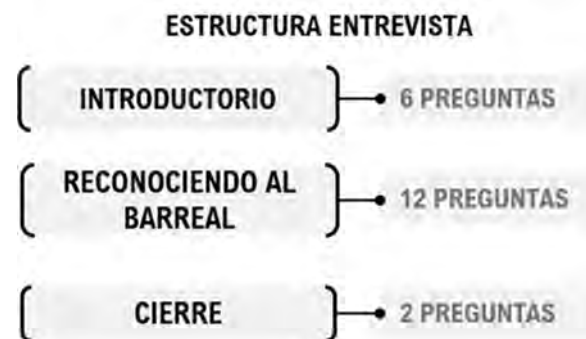 ESTRUCTURA ENTREVISTA
INTRODUCTORIO
6 PREGUNTAS
RECONOCIENDO AL
BARREAL
12 PREGUNTAS
CIERRE
2 PREGUNTAS